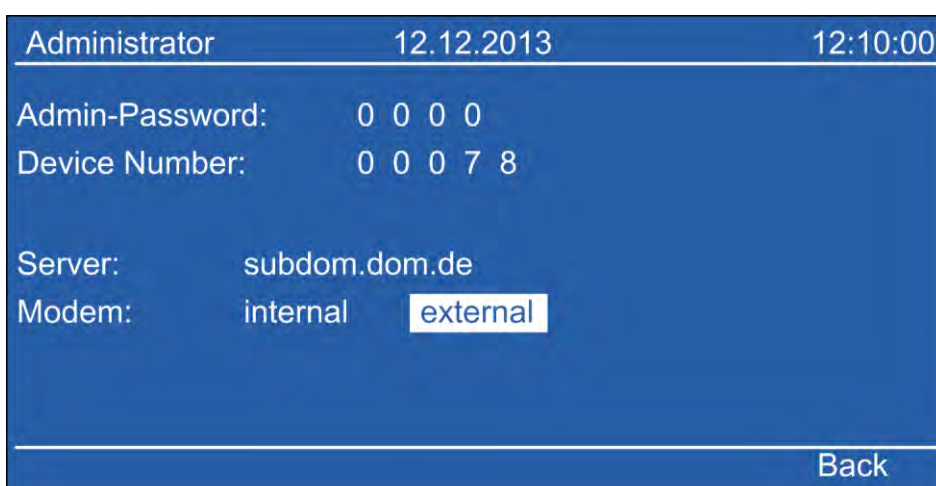 Administrator 12.12.2013 12:10:00
Admin-Password: 0 0 0 0
Device Number: 0 0 0 7 8
Server: subdom.dom.de
Modem: internal external
Back